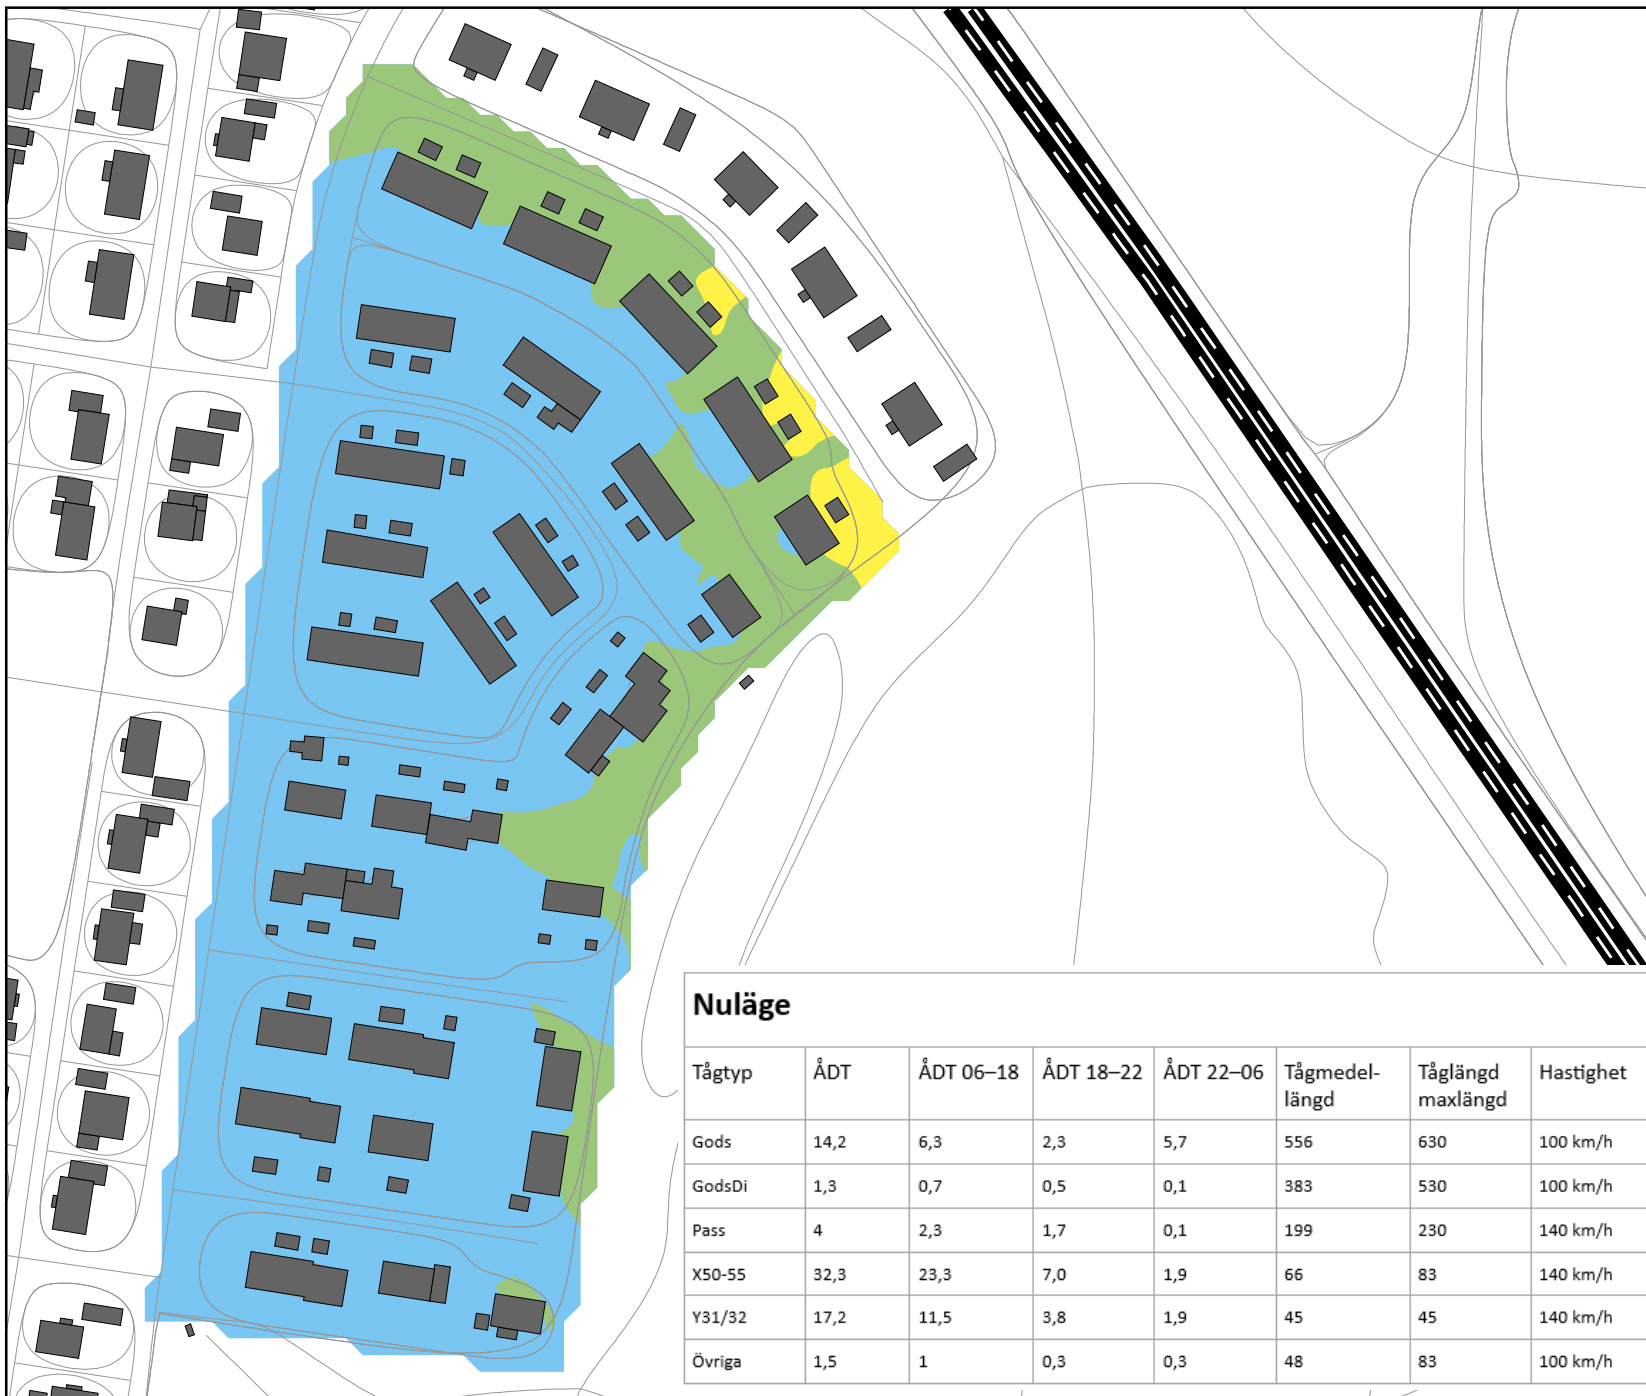 Nuläge
Tågtyp ÅDT ÅDT 06–18 ÅDT 18–22 ÅDT 22–06 Tågmedel- Tåglängd Hastighet
längd maxlängd
Gods 14,2 6,3 2,3 5,7 556 630 100 km/h
GodsDi 1,3 0,7 0,5 0,1 383 530 100 km/h
Pass 4 2,3 1,7 0,1 199 230 140 km/h
X50-55 32,3 23,3 7,0 1,9 66 83 140 km/h
Y31/32 17,2 11,5 3,8 1,9 45 45 140 km/h
Övriga 1,5 1 0,3 0,3 48 83 100 km/h